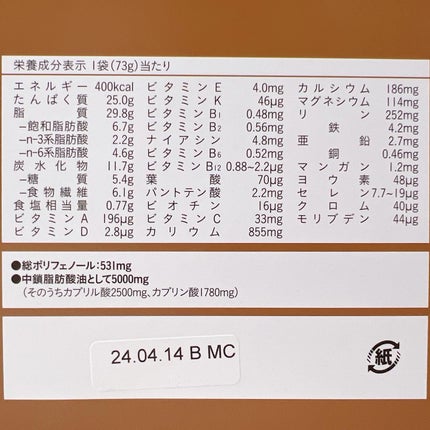 栄養成分表示 1袋(73g)当たり
エネルギー 400kcal ビタミンE 4.0mg カルシウム 186mg
たんぱく質 25.0g ビタミンK 46μg マグネシウム 114mg
脂質 29.8g ビタミンB1 0.48mg リン 252mg
−飽和脂肪酸 6.7g ビタミンB2 0.56mg 鉄 4.2mg
−n-3系脂肪酸 2.2g ナイアシン 4.8mg 亜鉛 2.7mg
−n-6系脂肪酸 4.6g ビタミンB6 0.52mg 銅 0.46mg
炭水化物 11.7g ビタミンB12 0.88~2.2μg マンガン 1.2mg
−糖質 5.4g 葉酸 70μg ヨウ素 48μg
−食物繊維 6.1g パントテン酸 2.2mg セレン 7.7~19μg
食塩相当量 0.77g ビオチン 16μg クロム 40μg
ビタミンA 196μg ビタミンC 33mg モリブデン 44μg
ビタミンD 2.8μg カリウム 855mg
●総ポリフェノール:531mg
●中鎖脂肪酸油として5000mg
(そのうちカプリル酸2500mg、カプリン酸1780mg)
24.04.14 B MC
紙